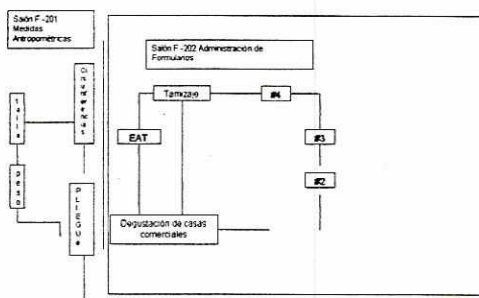 Salón F -201
Medidas
Antropométricas
Salón F -202 Administración de
Formularios
Circunferencias
talla
peso
PLIEGUE
Tamizaje
#4
EAT
#3
#2
Degustación de casas
comerciales